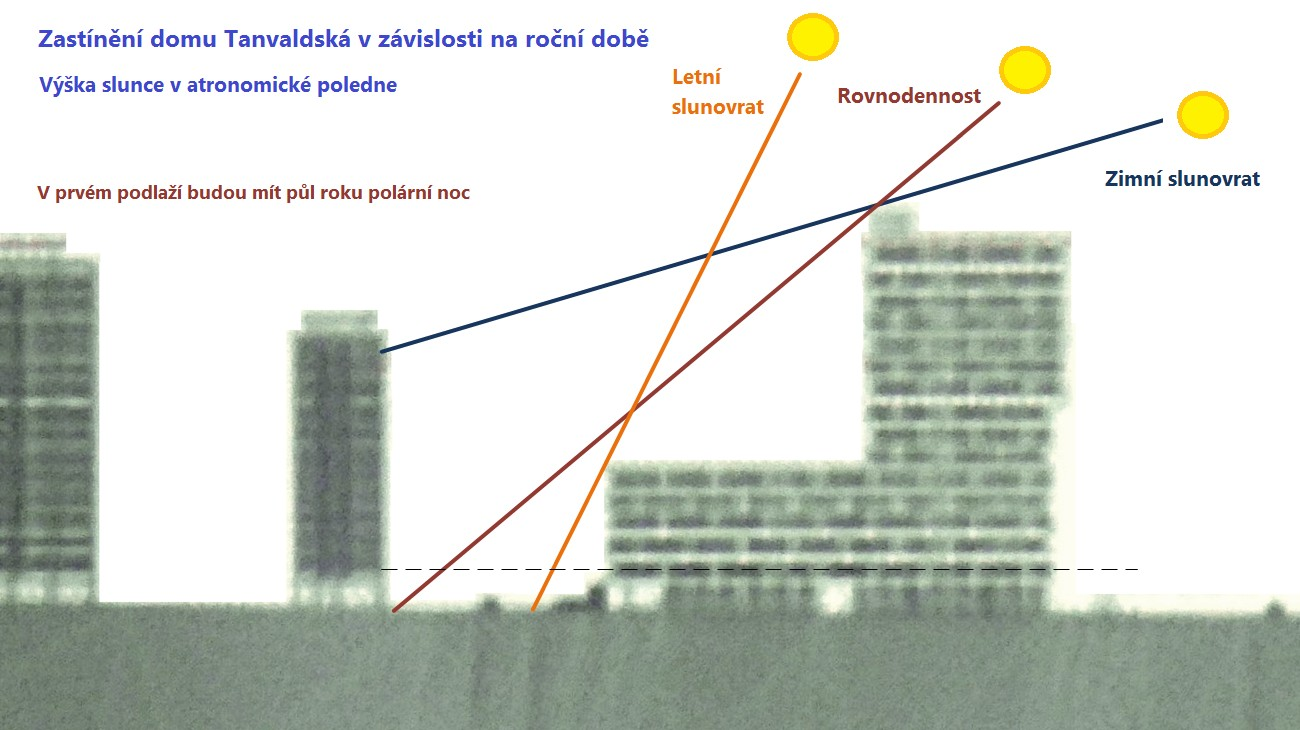 Zastínění domu Tanvaldská v závislosti na roční době
Výška slunce v atronomické poledne
Letní
slunovrat
Rovnodennost
Zimní slunovrat
V prvém podlaží budou mít půl roku polární noc